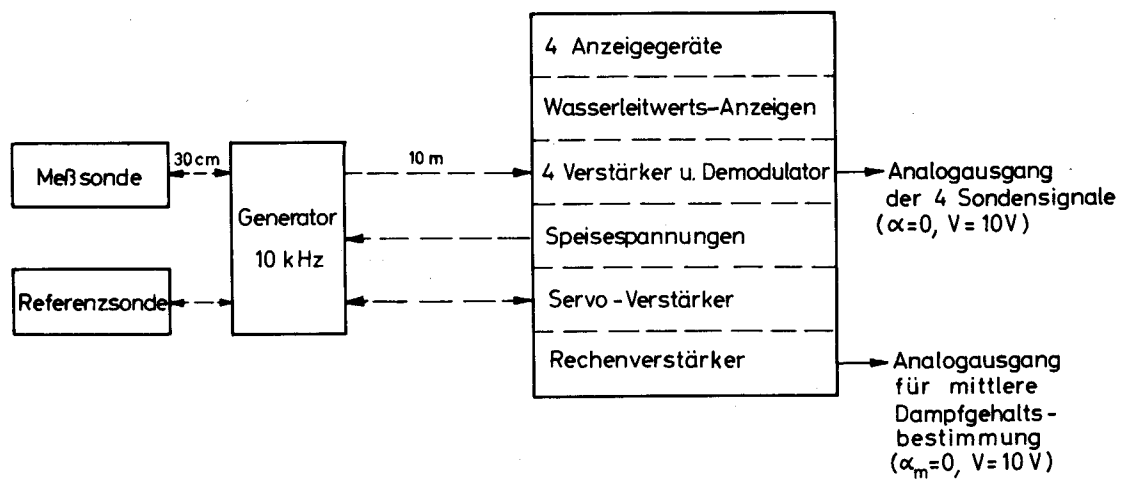 4 Anzeigegeräte
Wasserleitwerts-Anzeigen
Meßsonde
30 cm
Generator
10 kHz
10 m
4 Verstärker u. Demodulator
Analogausgang
der 4 Sondensignale
(α=0, V=10V)
Speisespannungen
Referenzsonde
Servo-Verstärker
Rechenverstärker
Analogausgang
für mittlere
Dampfgehalts-
bestimmung
(αm=0, V=10V)